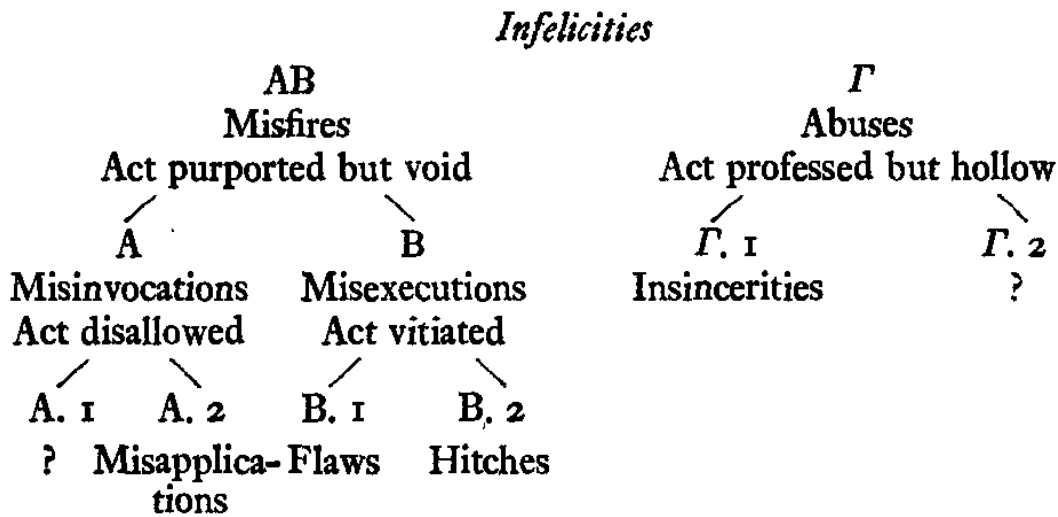 Infelicities
AB Γ
Misfires Abuses
Act purported but void Act professed but hollow
A B Γ. 1 Γ. 2
Misinvocations Misexecutions Insincerities ?
Act disallowed Act vitiated
A. 1 A. 2 B. 1 B. 2
? Misapplica- Flaws Hitches
tions